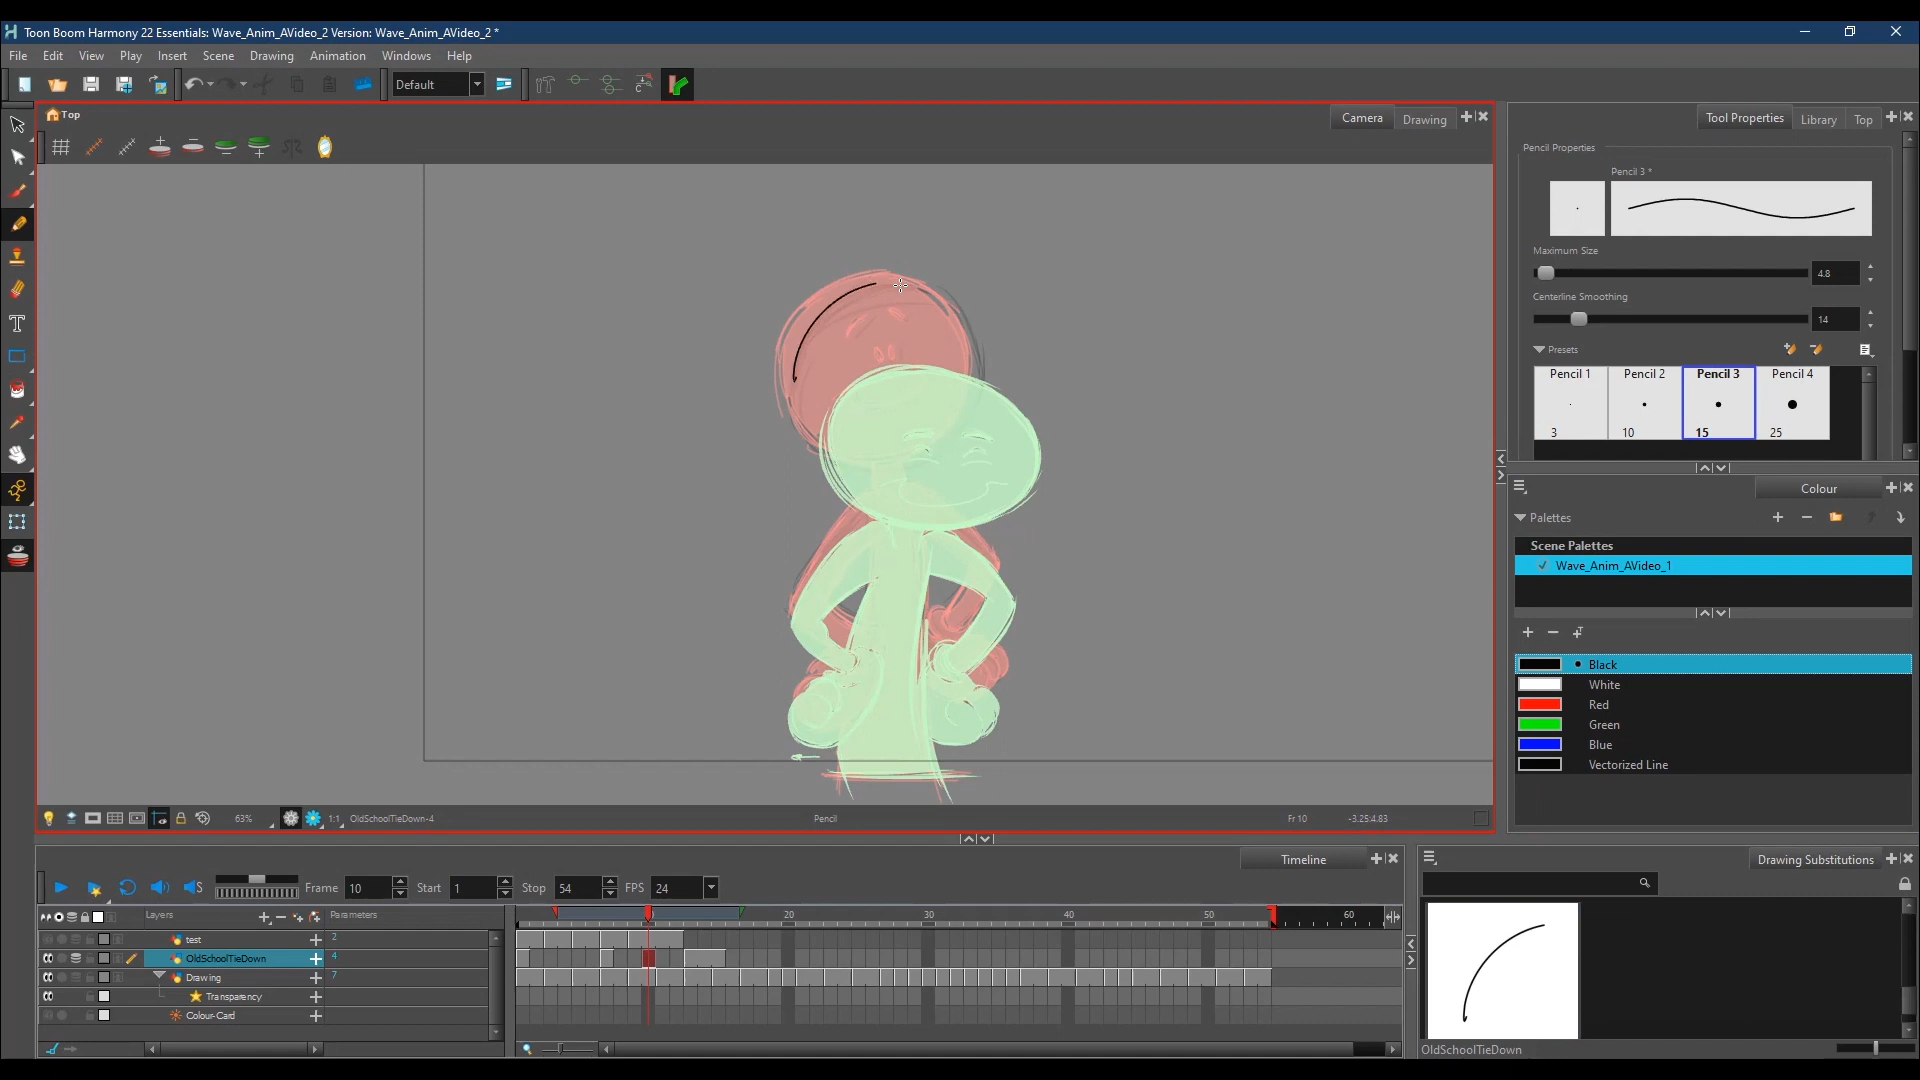 Toon Boom Harmony 22 Essentials: Wave_Anim_AVideo_2 Version: Wave_Anim_AVideo_2 *
File Edit View Play Insert Scene Drawing Animation Windows Help
Default
Top
Camera Drawing
Tool Properties Library Top
Pencil Properties
Pencil 3 *
Maximum Size
4.8
Centerline Smoothing
14
Presets
Pencil 1 Pencil 2 Pencil 3 Pencil 4
3 10 15 25
Colour
Palettes
Scene Palettes
Wave_Anim_AVideo_1
Black
White
Red
Green
Blue
Vectorized Line
63% 1:1 OldSchoolTieDown-4 Pencil Fr 10 -3.25:4.83
Timeline
Frame 10 Start 1 Stop 54 FPS 24
Layers Parameters
20 30 40 50 60
test 2
OldSchoolTieDown 4
Drawing 7
Transparency
Colour-Card
Drawing Substitutions
OldSchoolTieDown